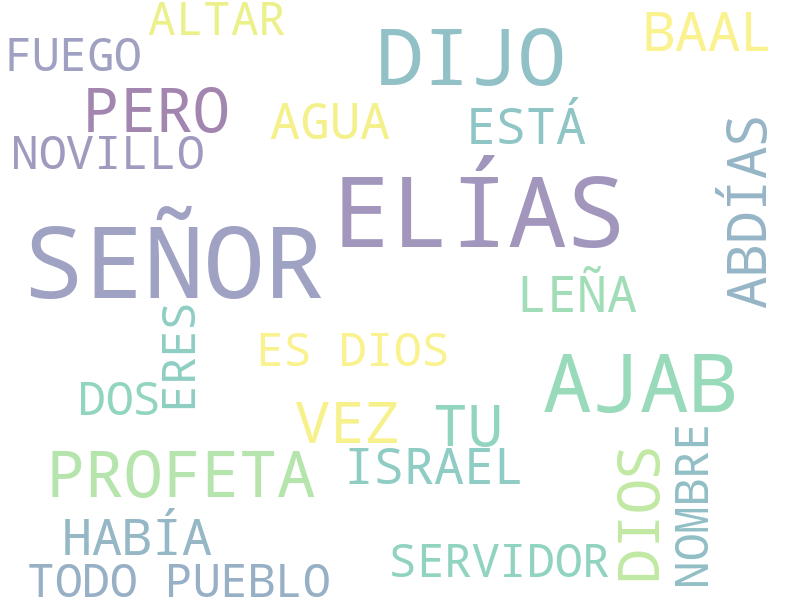 ALTAR
BAAL
FUEGO
DIJO
PERO
AGUA
ESTÁ
NOVILLO
ABDÍAS
ELÍAS
SEÑOR
LEÑA
ERES
ES DIOS
DOS
AJAB
VEZ
TU
PROFETA
ISRAEL
DIOS
NOMBRE
HABÍA
SERVIDOR
TODO PUEBLO